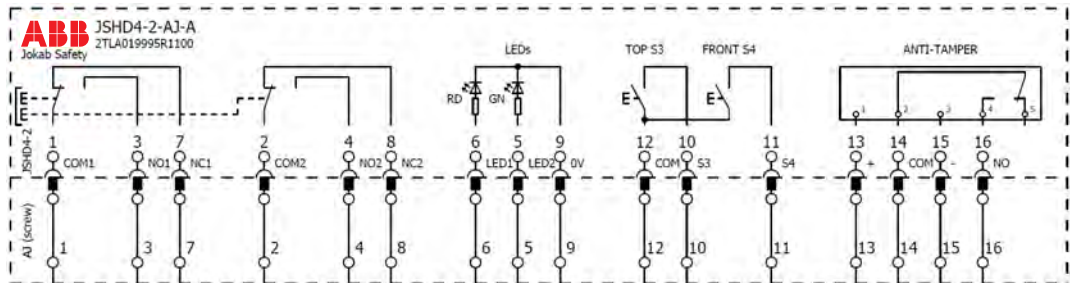 ABB JSHD4-2-AJ-A
2TLA019995R1100
Jokab Safety
LEDs TOP S3 FRONT S4 ANTI-TAMPER
RD GN
1 2 3 4 5
JSHD4-2
1 3 7 2 4 8 6 5 9 12 10 11 13 14 15 16
COM1 NO1 NC1 COM2 NO2 NC2 LED1 LED2 0V COM S3 S4 + COM - NO
AJ (screw)
1 3 7 2 4 8 6 5 9 12 10 11 13 14 15 16